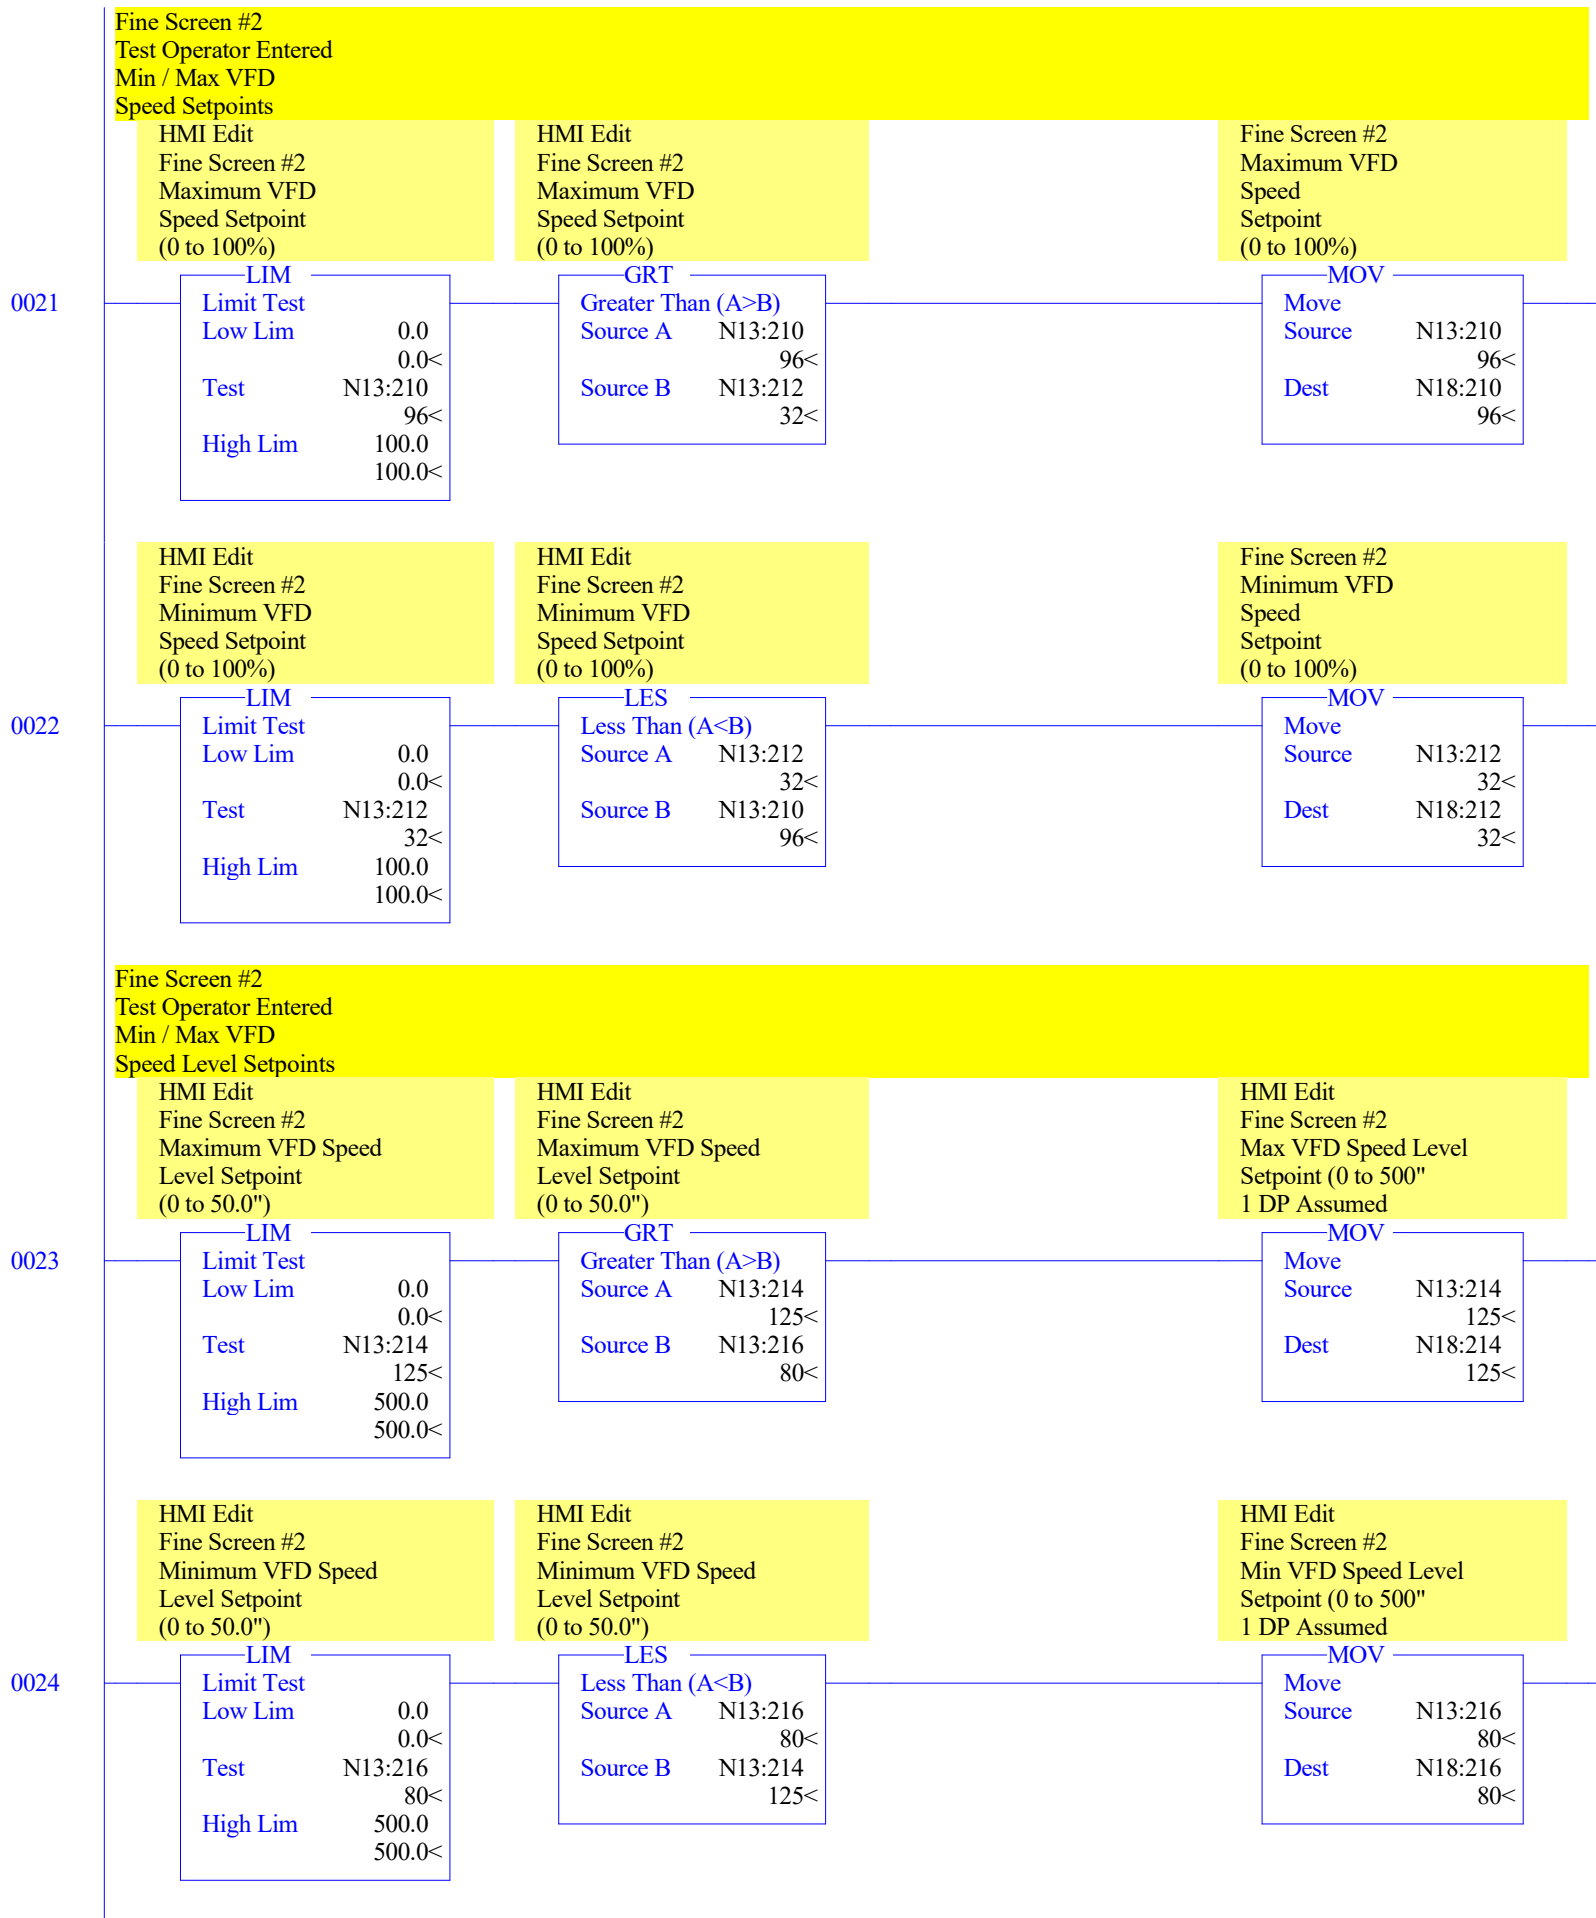 Fine Screen #2
Test Operator Entered
Min / Max VFD
Speed Setpoints
HMI Edit
Fine Screen #2
Maximum VFD
Speed Setpoint
(0 to 100%)
HMI Edit
Fine Screen #2
Maximum VFD
Speed Setpoint
(0 to 100%)
Fine Screen #2
Maximum VFD
Speed
Setpoint
(0 to 100%)
0021
LIM
Limit Test
Low Lim 0.0
0.0<
Test N13:210
96<
High Lim 100.0
100.0<
GRT
Greater Than (A>B)
Source A N13:210
96<
Source B N13:212
32<
MOV
Move
Source N13:210
96<
Dest N18:210
96<
HMI Edit
Fine Screen #2
Minimum VFD
Speed Setpoint
(0 to 100%)
HMI Edit
Fine Screen #2
Minimum VFD
Speed Setpoint
(0 to 100%)
Fine Screen #2
Minimum VFD
Speed
Setpoint
(0 to 100%)
0022
LIM
Limit Test
Low Lim 0.0
0.0<
Test N13:212
32<
High Lim 100.0
100.0<
LES
Less Than (A<B)
Source A N13:212
32<
Source B N13:210
96<
MOV
Move
Source N13:212
32<
Dest N18:212
32<
Fine Screen #2
Test Operator Entered
Min / Max VFD
Speed Level Setpoints
HMI Edit
Fine Screen #2
Maximum VFD Speed
Level Setpoint
(0 to 50.0")
HMI Edit
Fine Screen #2
Maximum VFD Speed
Level Setpoint
(0 to 50.0")
HMI Edit
Fine Screen #2
Max VFD Speed Level
Setpoint (0 to 500"
1 DP Assumed
0023
LIM
Limit Test
Low Lim 0.0
0.0<
Test N13:214
125<
High Lim 500.0
500.0<
GRT
Greater Than (A>B)
Source A N13:214
125<
Source B N13:216
80<
MOV
Move
Source N13:214
125<
Dest N18:214
125<
HMI Edit
Fine Screen #2
Minimum VFD Speed
Level Setpoint
(0 to 50.0")
HMI Edit
Fine Screen #2
Minimum VFD Speed
Level Setpoint
(0 to 50.0")
HMI Edit
Fine Screen #2
Min VFD Speed Level
Setpoint (0 to 500"
1 DP Assumed
0024
LIM
Limit Test
Low Lim 0.0
0.0<
Test N13:216
80<
High Lim 500.0
500.0<
LES
Less Than (A<B)
Source A N13:216
80<
Source B N13:214
125<
MOV
Move
Source N13:216
80<
Dest N18:216
80<